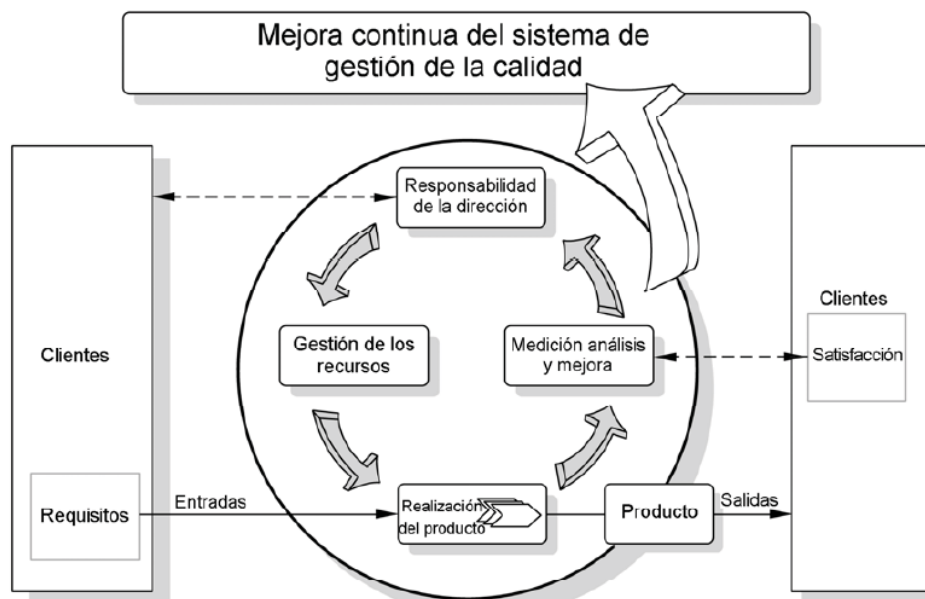 Mejora continua del sistema de
gestión de la calidad
Responsabilidad
de la dirección
Clientes
Gestión de los
recursos
Medición análisis
y mejora
Clientes
Satisfacción
Requisitos
Entradas
Realización
del producto
Producto
Salidas